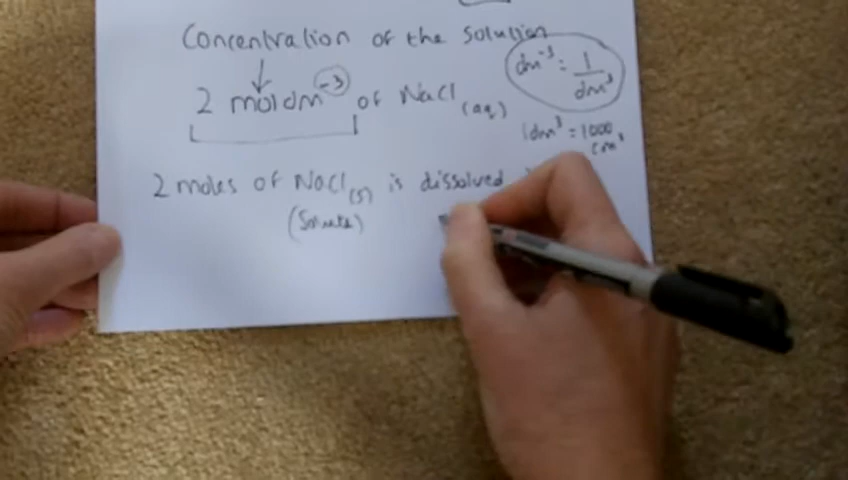 Concentration of the solution
2 moldm⁻³ of NaCl (aq)
dm⁻³ = 1/dm³
1dm³ = 1000 cm³
2 moles of NaCl (s) is dissolved
(Solute)